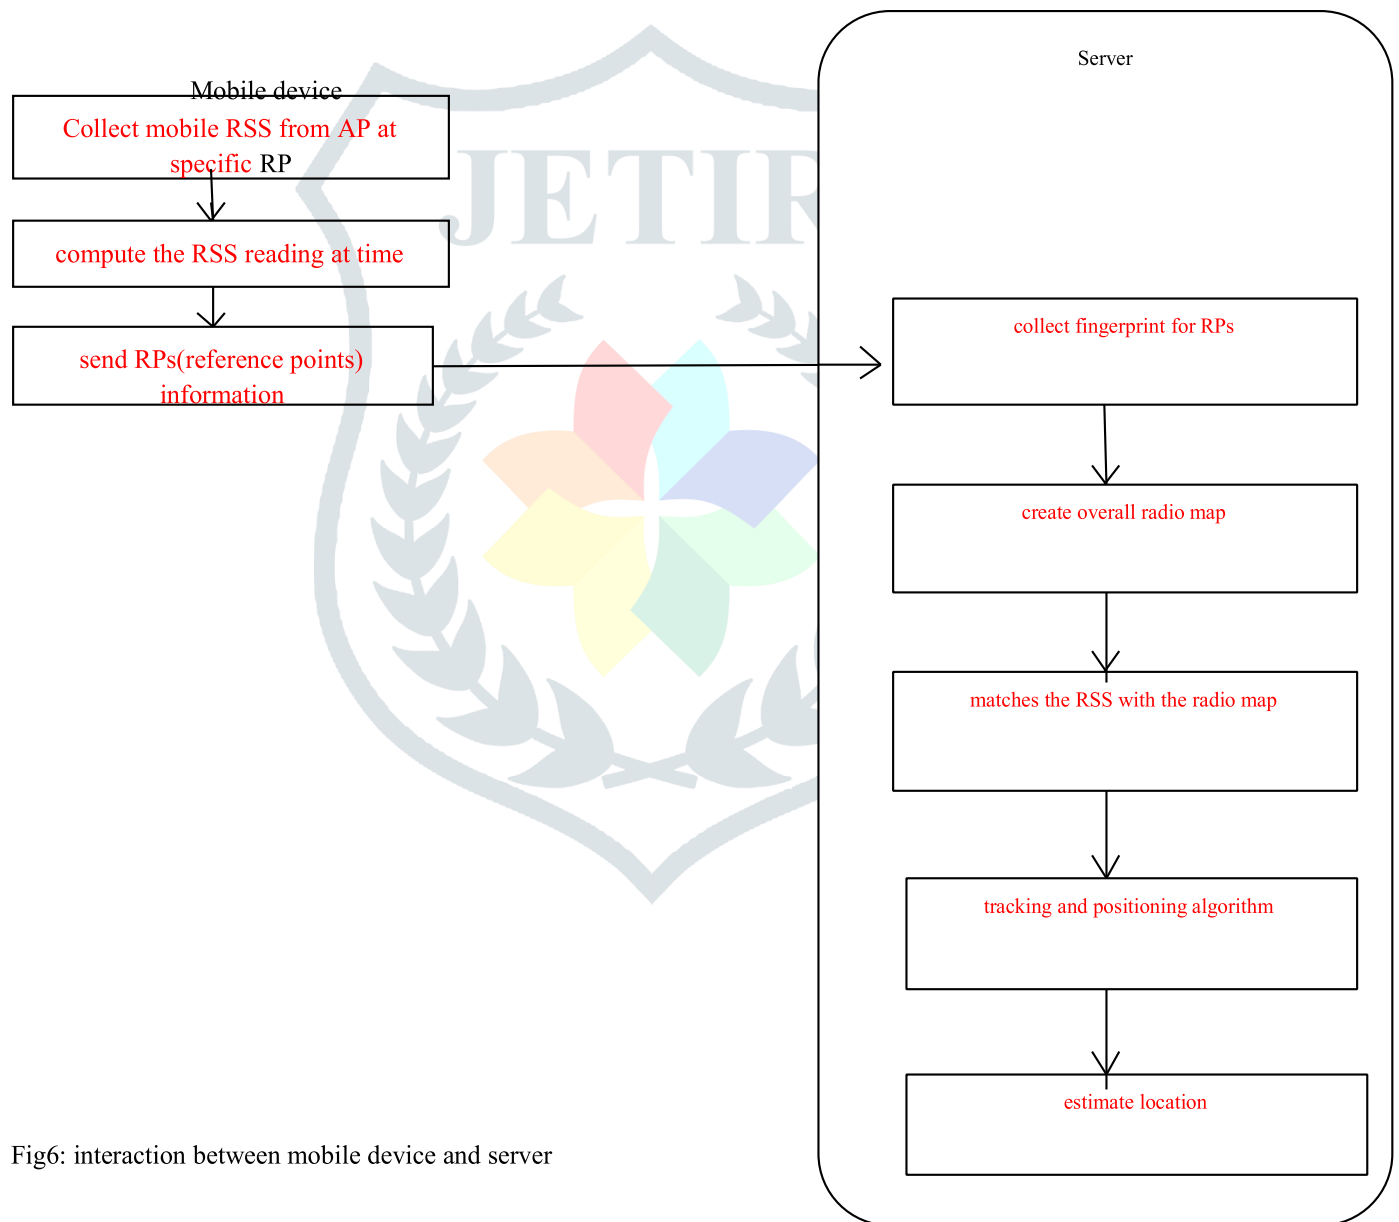 Mobile device
Collect mobile RSS from AP at
specific RP
compute the RSS reading at time
send RPs(reference points)
information
JETIR
Server
collect fingerprint for RPs
create overall radio map
matches the RSS with the radio map
tracking and positioning algorithm
estimate location
Fig6: interaction between mobile device and server